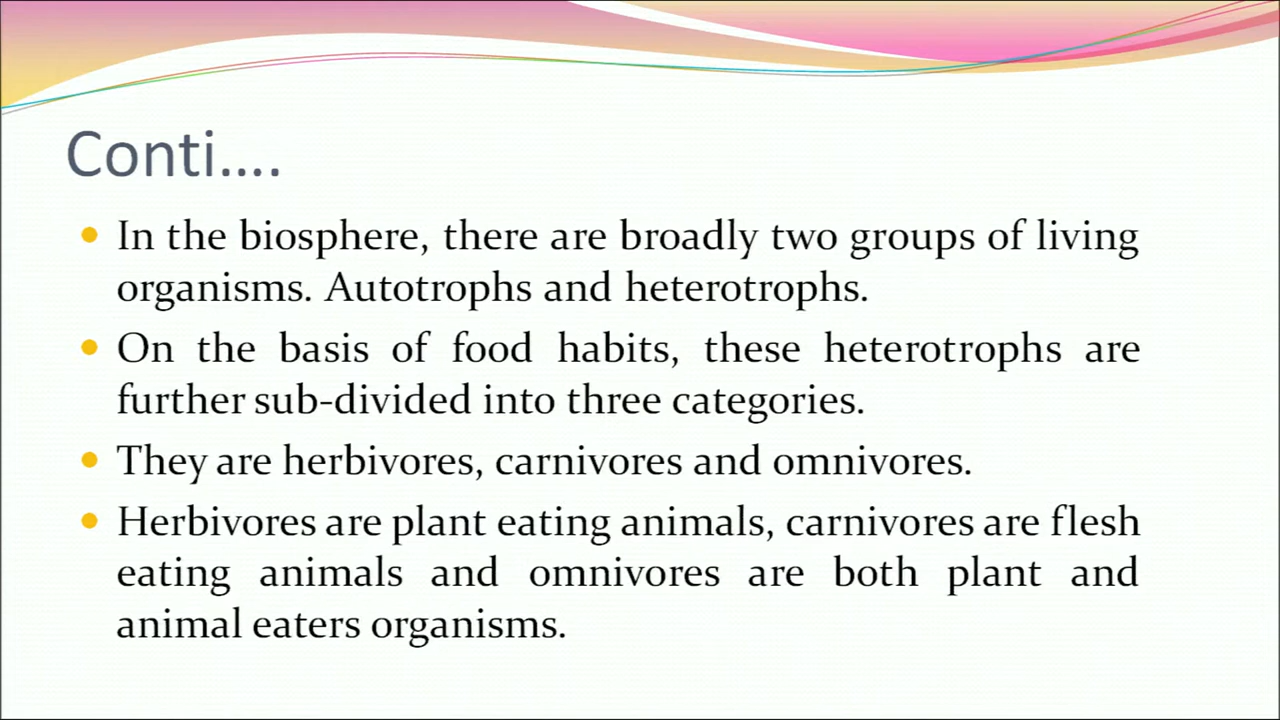 Conti....
In the biosphere, there are broadly two groups of living
organisms. Autotrophs and heterotrophs.
On the basis of food habits, these heterotrophs are
further sub-divided into three categories.
They are herbivores, carnivores and omnivores.
Herbivores are plant eating animals, carnivores are flesh
eating animals and omnivores are both plant and
animal eaters organisms.